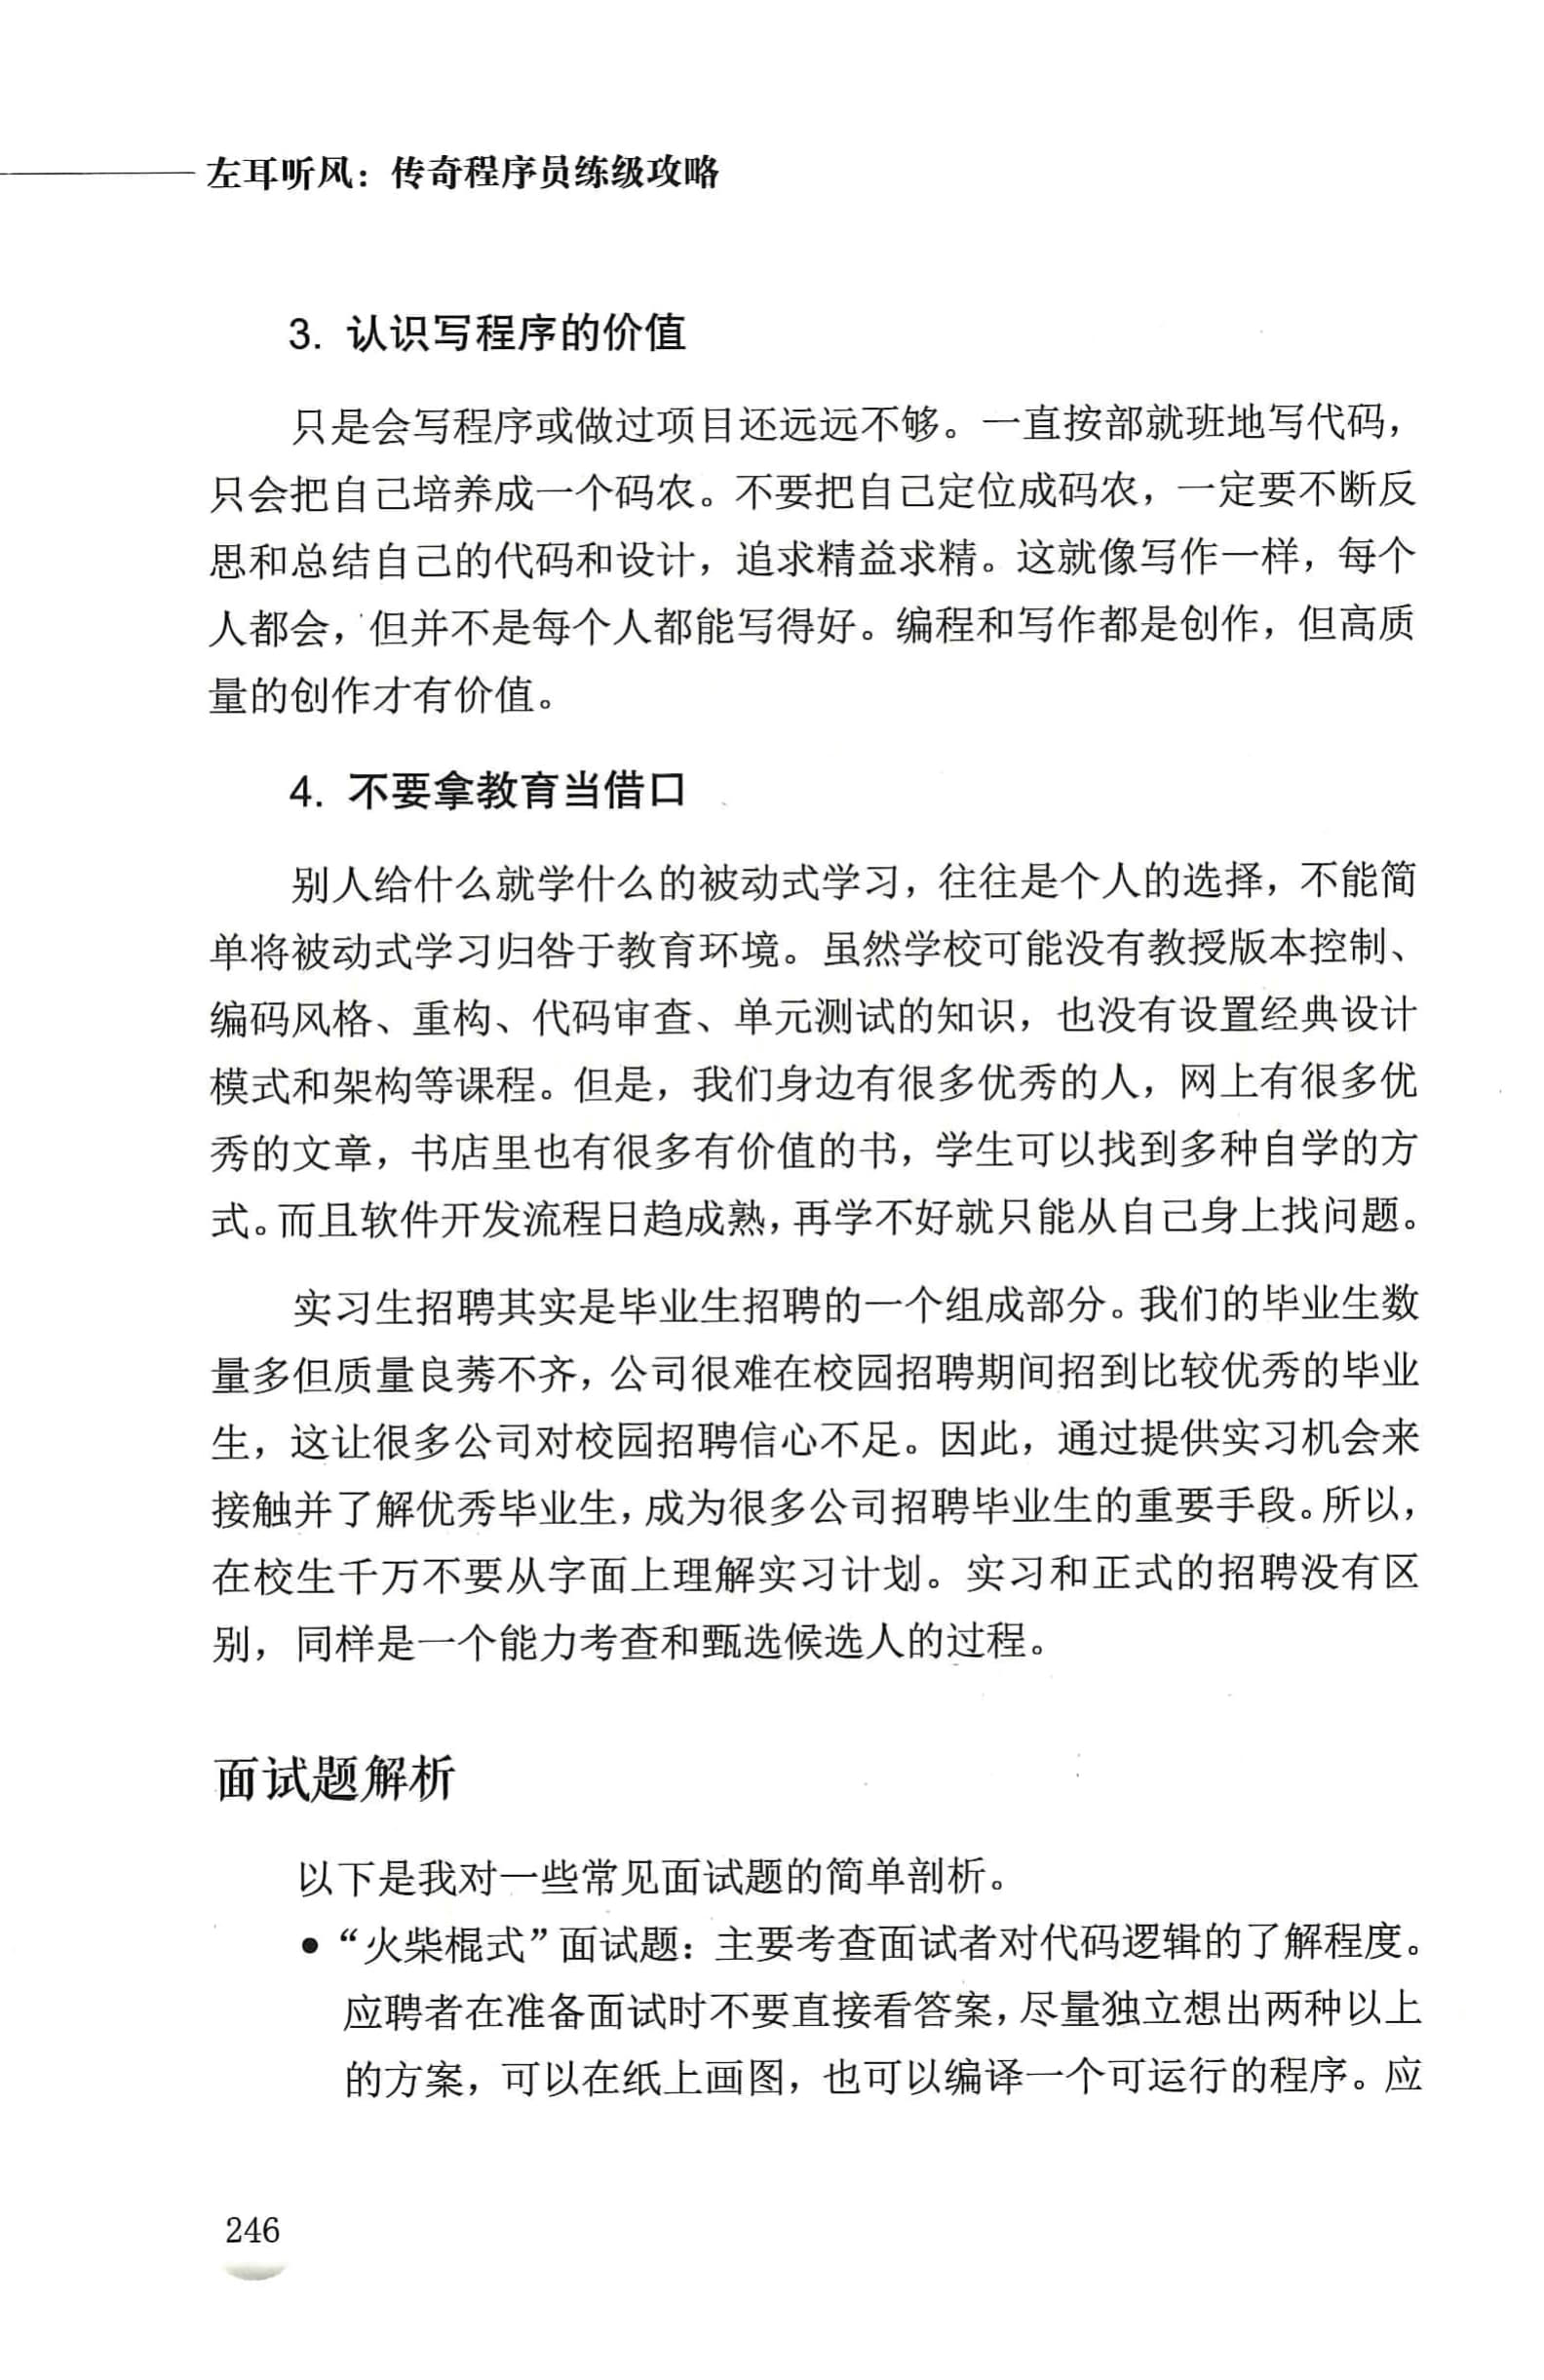 左耳听风：传奇程序员练级攻略
3. 认识写程序的价值
只是会写程序或做过项目还远远不够。一直按部就班地写代码，
只会把自己培养成一个码农。不要把自己定位成码农，一定要不断反
思和总结自己的代码和设计，追求精益求精。这就像写作一样，每个
人都会，但并不是每个人都能写得好。编程和写作都是创作，但高质
量的创作才有价值。
4. 不要拿教育当借口
别人给什么就学什么的被动式学习，往往是个人的选择，不能简
单将被动式学习归咎于教育环境。虽然学校可能没有教授版本控制、
编码风格、重构、代码审查、单元测试的知识，也没有设置经典设计
模式和架构等课程。但是，我们身边有很多优秀的人，网上有很多优
秀的文章，书店里也有很多有价值的书，学生可以找到多种自学的方
式。而且软件开发流程日趋成熟，再学不好就只能从自己身上找问题。
实习生招聘其实是毕业生招聘的一个组成部分。我们的毕业生数
量多但质量良莠不齐，公司很难在校园招聘期间招到比较优秀的毕业
生，这让很多公司对校园招聘信心不足。因此，通过提供实习机会来
接触并了解优秀毕业生，成为很多公司招聘毕业生的重要手段。所以，
在校生千万不要从字面上理解实习计划。实习和正式的招聘没有区
别，同样是一个能力考查和甄选候选人的过程。
面试题解析
以下是我对一些常见面试题的简单剖析。
● “火柴棍式”面试题：主要考查面试者对代码逻辑的了解程度。
应聘者在准备面试时不要直接看答案，尽量独立想出两种以上
的方案，可以在纸上画图，也可以编译一个可运行的程序。应
246